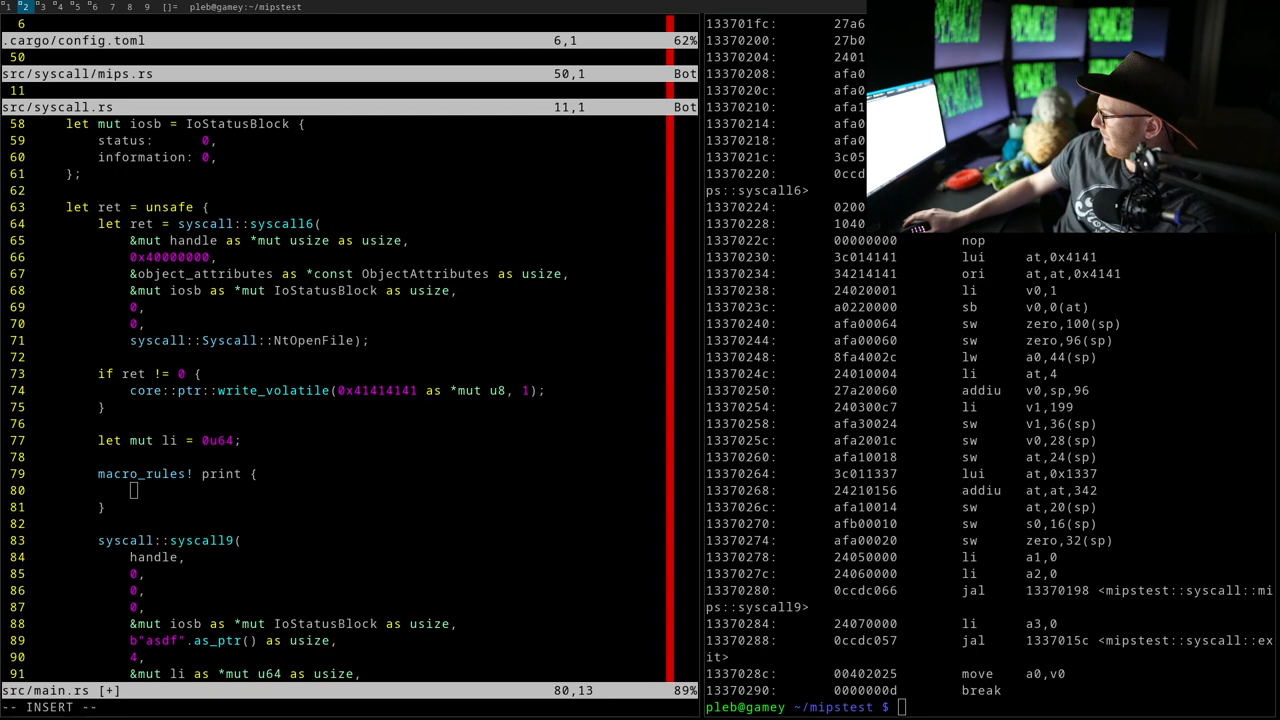 1 2 3 4 5 6 7 8 9 []= pleb@gamey:~/mipstest
6
.cargo/config.toml 6,1 62%
50
src/syscall/mips.rs 50,1 Bot
11
src/syscall.rs 11,1 Bot
58 let mut iosb = IoStatusBlock {
59 status: 0,
60 information: 0,
61 };
62
63 let ret = unsafe {
64 let ret = syscall::syscall6(
65 &mut handle as *mut usize as usize,
66 0x40000000,
67 &object_attributes as *const ObjectAttributes as usize,
68 &mut iosb as *mut IoStatusBlock as usize,
69 0,
70 0,
71 syscall::Syscall::NtOpenFile);
72
73 if ret != 0 {
74 core::ptr::write_volatile(0x41414141 as *mut u8, 1);
75 }
76
77 let mut li = 0u64;
78
79 macro_rules! print {
80
81 }
82
83 syscall::syscall9(
84 handle,
85 0,
86 0,
87 0,
88 &mut iosb as *mut IoStatusBlock as usize,
89 b"asdf".as_ptr() as usize,
90 4,
91 &mut li as *mut u64 as usize,
src/main.rs [+] 80,13 89%
-- INSERT --
133701fc: 27a6
13370200: 27b0
13370204: 2401
13370208: afa0
1337020c: afa0
13370210: afa1
13370214: afa0
13370218: afa0
1337021c: 3c05
13370220: 0ccd
ps::syscall6>
13370224: 0200
13370228: 1040
1337022c: 00000000 nop
13370230: 3c014141 lui at,0x4141
13370234: 34214141 ori at,at,0x4141
13370238: 24020001 li v0,1
1337023c: a0220000 sb v0,0(at)
13370240: afa00064 sw zero,100(sp)
13370244: afa00060 sw zero,96(sp)
13370248: 8fa4002c lw a0,44(sp)
1337024c: 24010004 li at,4
13370250: 27a20060 addiu v0,sp,96
13370254: 240300c7 li v1,199
13370258: afa30024 sw v1,36(sp)
1337025c: afa2001c sw v0,28(sp)
13370260: afa10018 sw at,24(sp)
13370264: 3c011337 lui at,0x1337
13370268: 24210156 addiu at,at,342
1337026c: afa10014 sw at,20(sp)
13370270: afb00010 sw s0,16(sp)
13370274: afa00020 sw zero,32(sp)
13370278: 24050000 li a1,0
1337027c: 24060000 li a2,0
13370280: 0ccdc066 jal 13370198 <mipstest::syscall::mi
ps::syscall9>
13370284: 24070000 li a3,0
13370288: 0ccdc057 jal 1337015c <mipstest::syscall::ex
it>
1337028c: 00402025 move a0,v0
13370290: 0000000d break
pleb@gamey ~/mipstest $